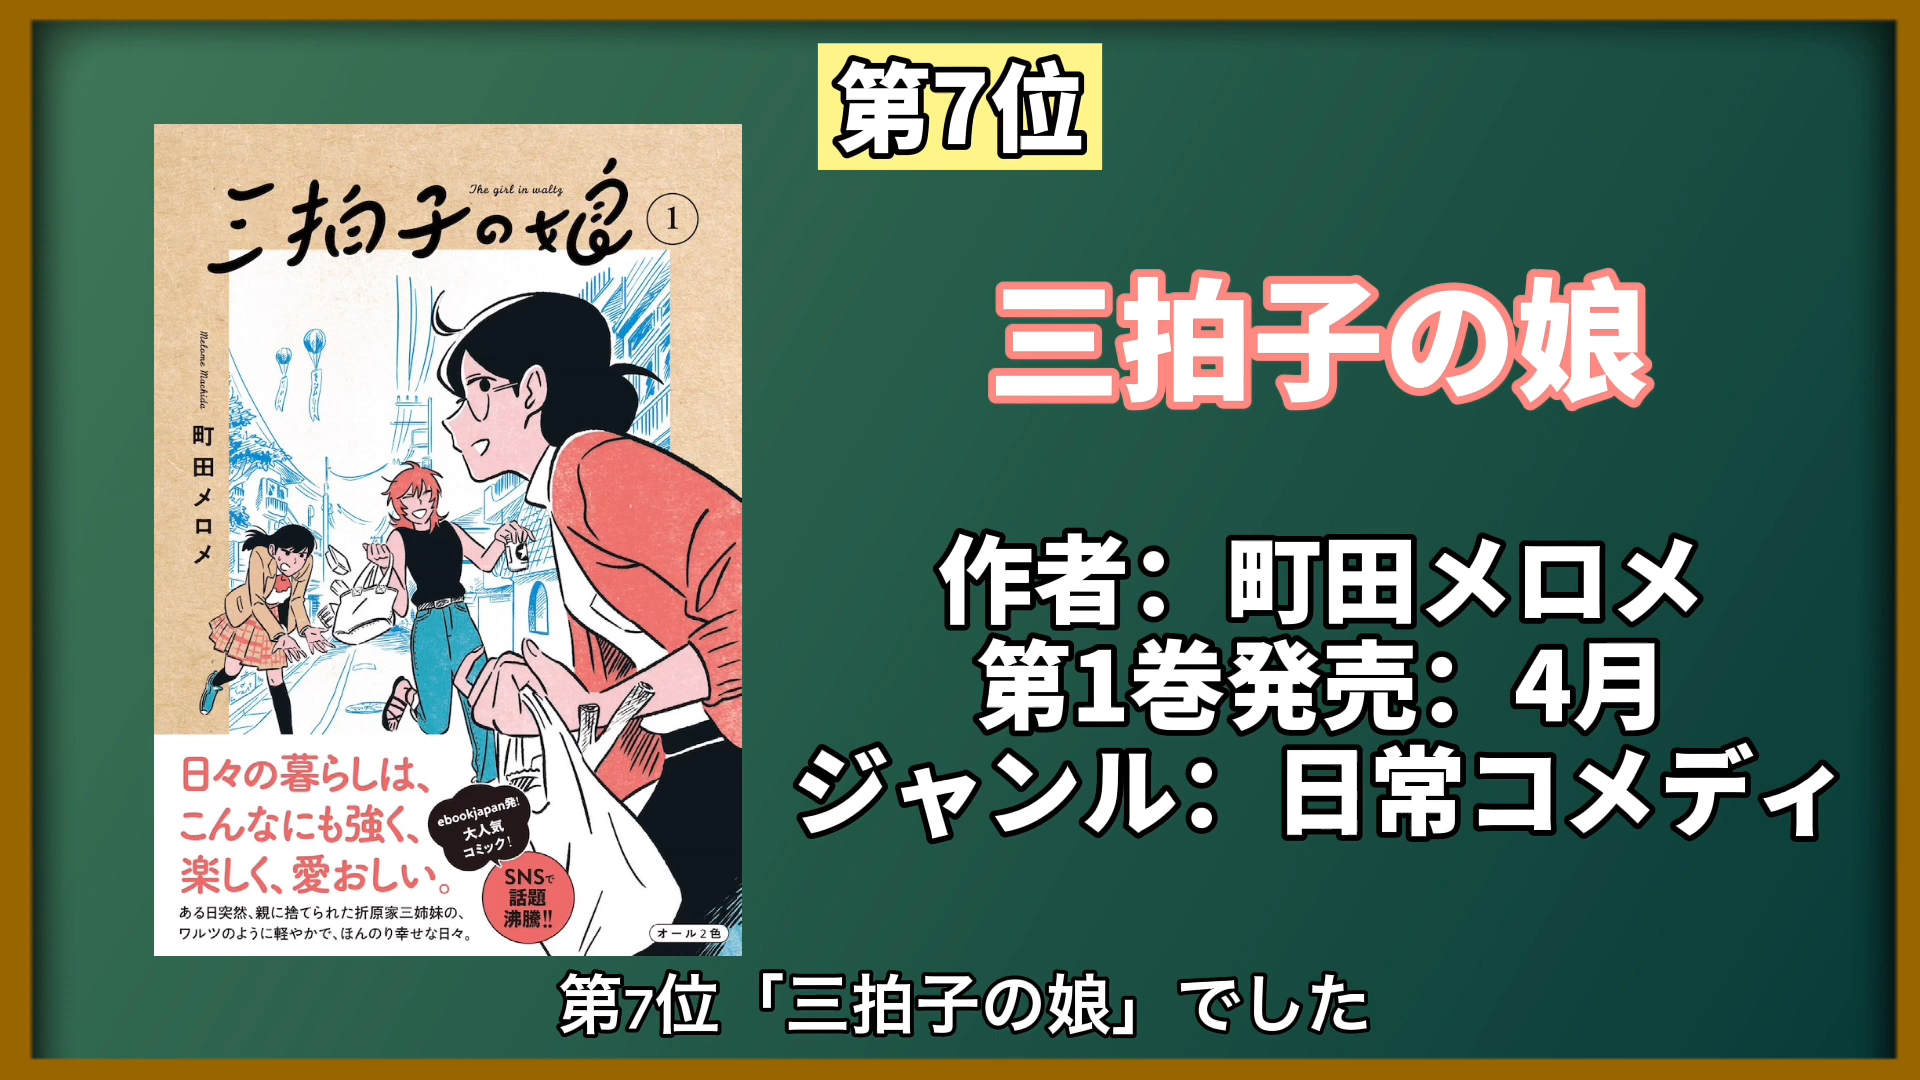 第7位
三拍子の娘
The girl in waltz
1
Melome Machida
町田メロメ
日々の暮らしは、
こんなにも強く、
楽しく、愛おしい。
ebookjapan発!
大人気
コミック!
SNSで
話題
沸騰!!
ある日突然、親に捨てられた折原家三姉妹の、
ワルツのように軽やかで、ほんのり幸せな日々。
オール2色
三拍子の娘
作者：町田メロメ
第1巻発売：4月
ジャンル：日常コメディ
第7位「三拍子の娘」でした